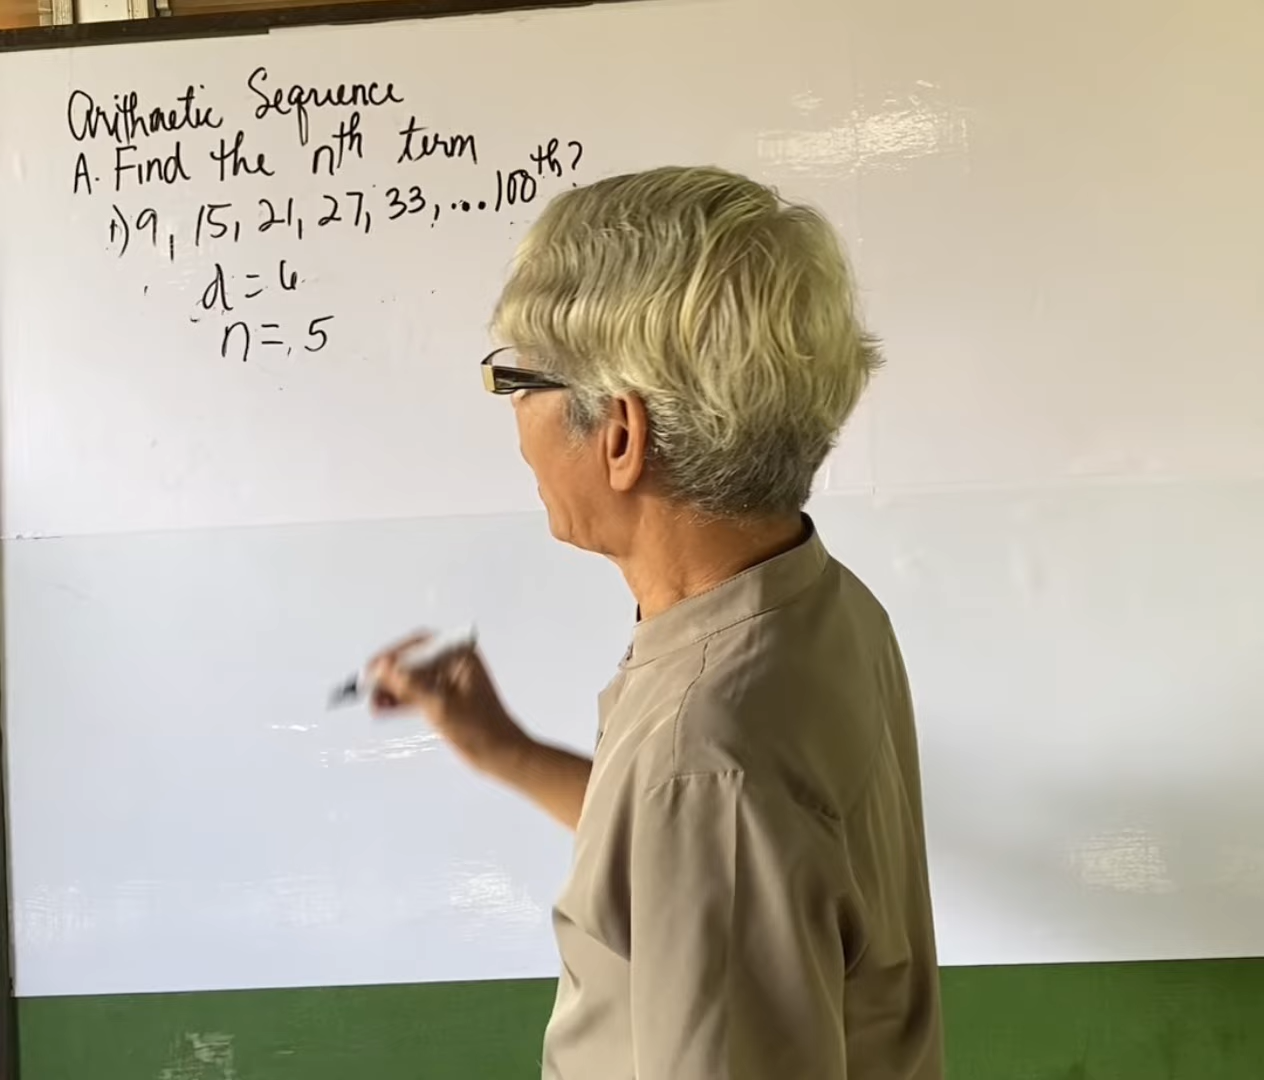 Arithmetic Sequence
A. Find the nth term
1) 9, 15, 21, 27, 33, ... 100th?
d = 6
n = 5